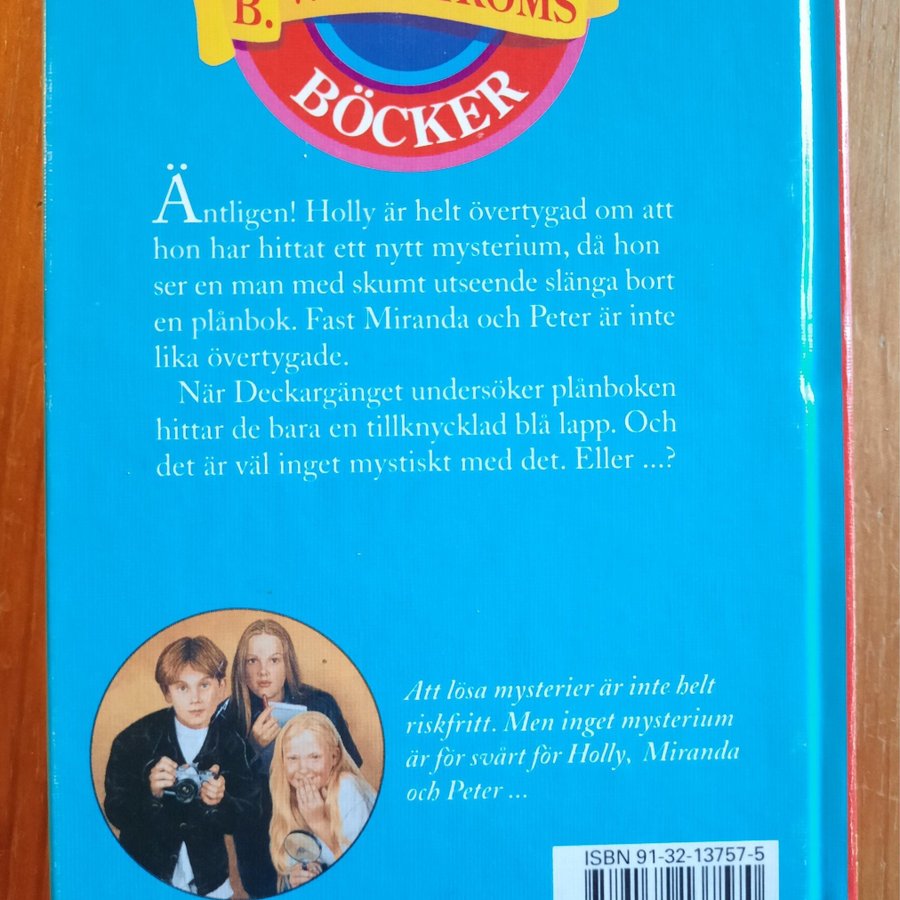 B.
BÖCKER
Äntligen! Holly är helt övertygad om att
hon har hittat ett nytt mysterium, då hon
ser en man med skumt utseende slänga bort
en plånbok. Fast Miranda och Peter är inte
lika övertygade.
När Deckargänget undersöker plånboken
hittar de bara en tillknycklad blå lapp. Och
det är väl inget mystiskt med det. Eller ...?
Att lösa mysterier är inte helt
riskfritt. Men inget mysterium
är för svårt för Holly, Miranda
och Peter ...
ISBN 91-32-13757-5